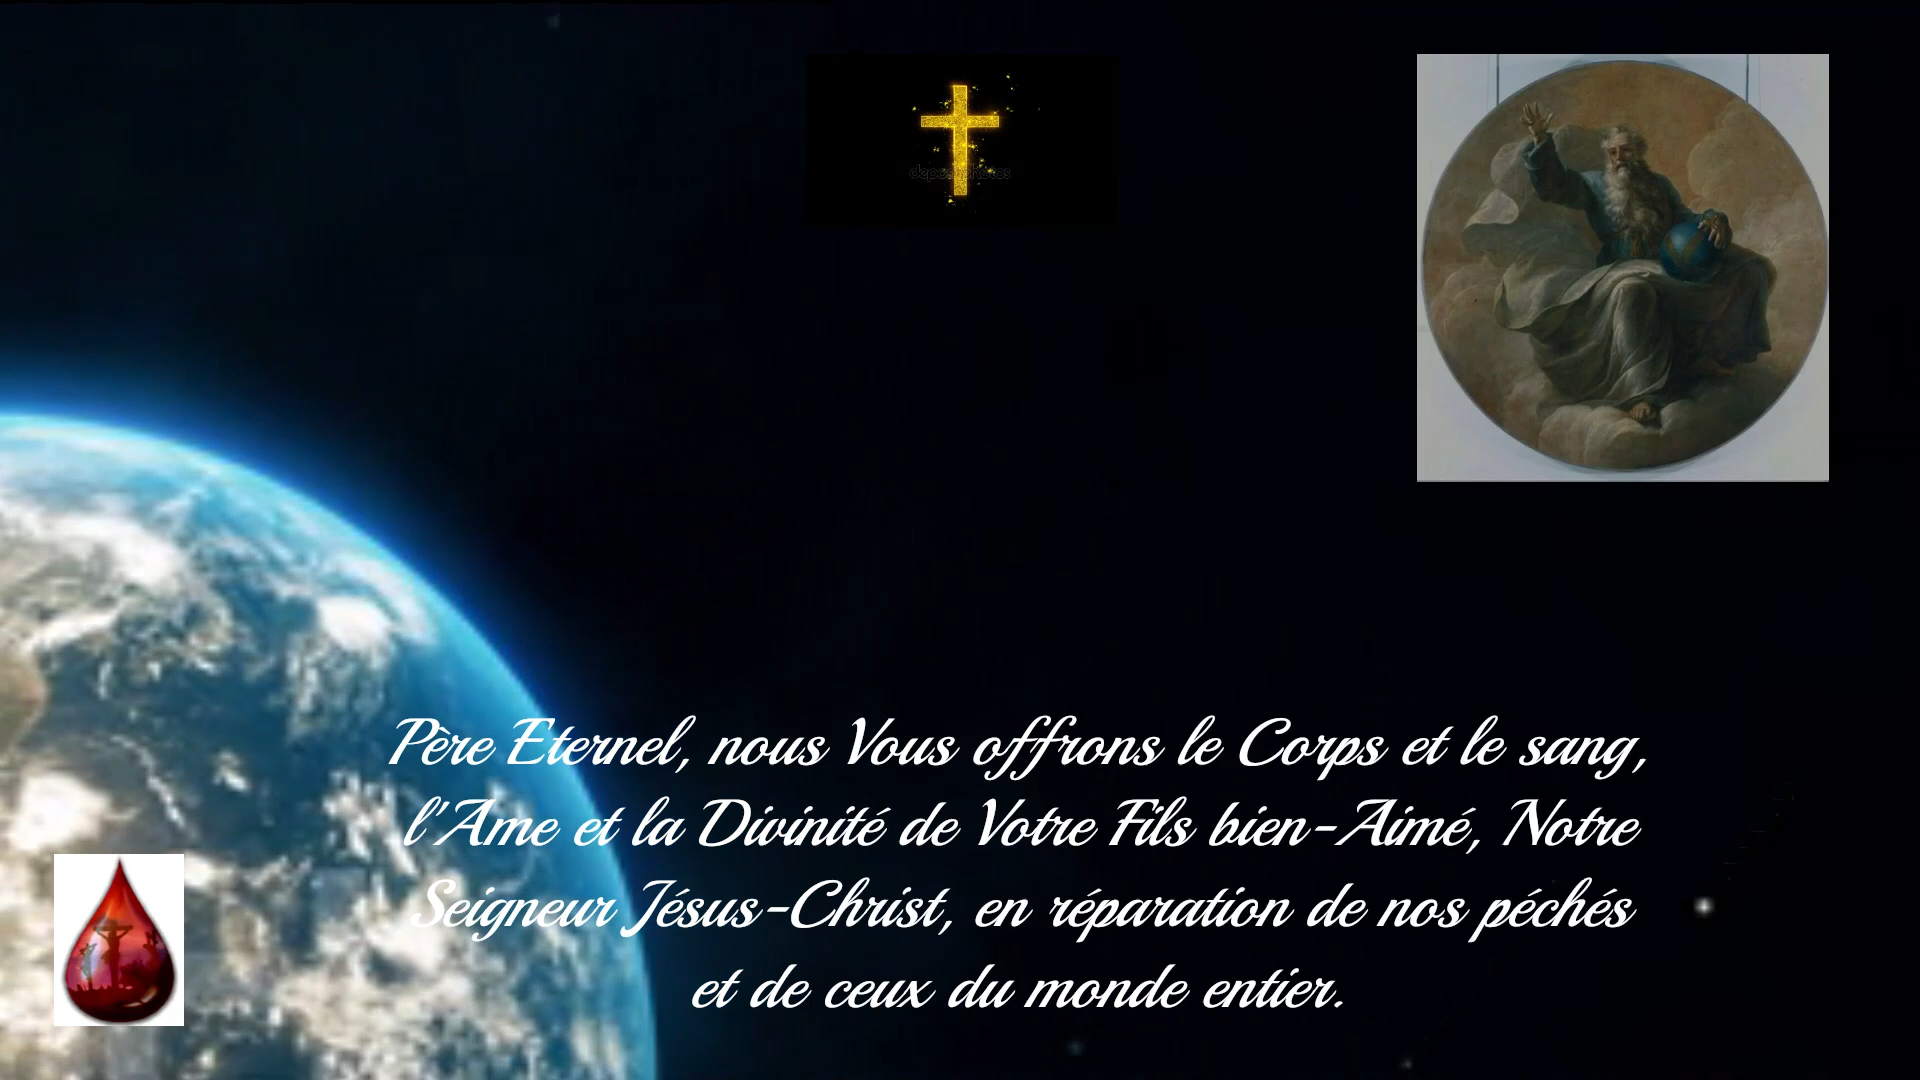 depositphotos
Père Eternel, nous Vous offrons le Corps et le sang,
l'Ame et la Divinité de Votre Fils bien-Aimé, Notre
Seigneur Jésus-Christ, en réparation de nos péchés
et de ceux du monde entier.